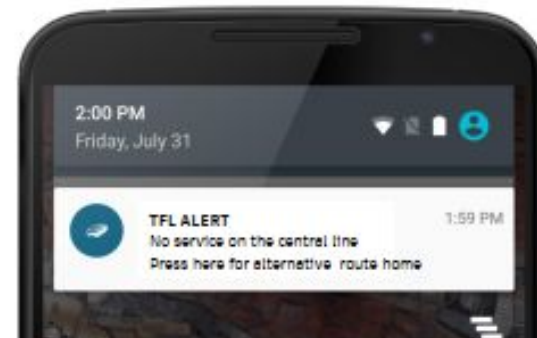 2:00 PM
Friday, July 31
TFL ALERT
1:59 PM
No service on the central line
Press here for alternative route home